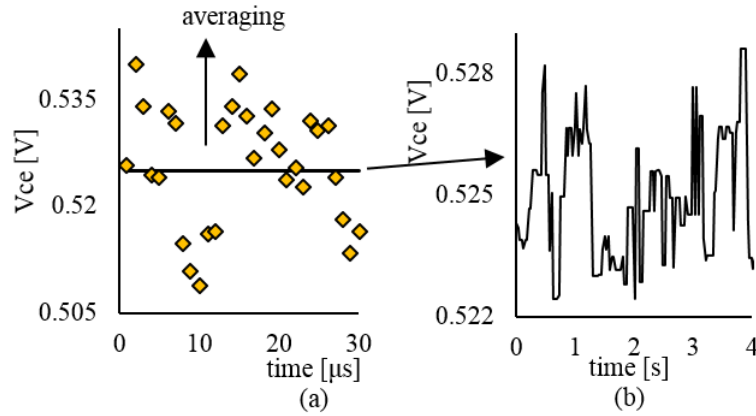 averaging
Vce [V]
0.535
0.52
0.505
0
10
20
30
time [μs]
(a)
Vce [V]
0.528
0.525
0.522
0
1
2
3
4
time [s]
(b)